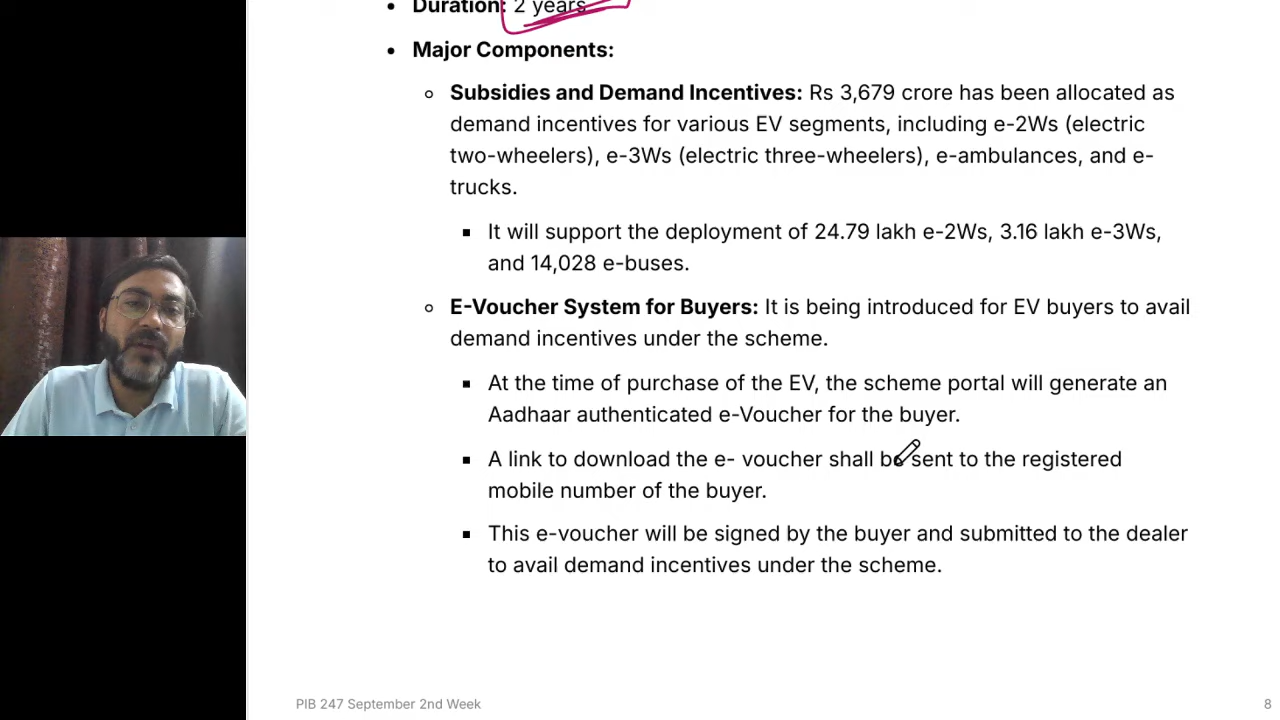 • Duration: 2 years
• Major Components:
◦ Subsidies and Demand Incentives: Rs 3,679 crore has been allocated as
demand incentives for various EV segments, including e-2Ws (electric
two-wheelers), e-3Ws (electric three-wheelers), e-ambulances, and e-
trucks.
▪ It will support the deployment of 24.79 lakh e-2Ws, 3.16 lakh e-3Ws,
and 14,028 e-buses.
◦ E-Voucher System for Buyers: It is being introduced for EV buyers to avail
demand incentives under the scheme.
▪ At the time of purchase of the EV, the scheme portal will generate an
Aadhaar authenticated e-Voucher for the buyer.
▪ A link to download the e- voucher shall be sent to the registered
mobile number of the buyer.
▪ This e-voucher will be signed by the buyer and submitted to the dealer
to avail demand incentives under the scheme.
PIB 247 September 2nd Week
8